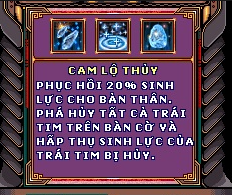 CAM LỘ THỦY
PHỤC HỒI 20% SINH
LỰC CHO BẢN THÂN.
PHÁ HỦY TẤT CẢ TRÁI
TIM TRÊN BÀN CỜ VÀ
HẤP THỤ SINH LỰC CỦA
TRÁI TIM BỊ HỦY.